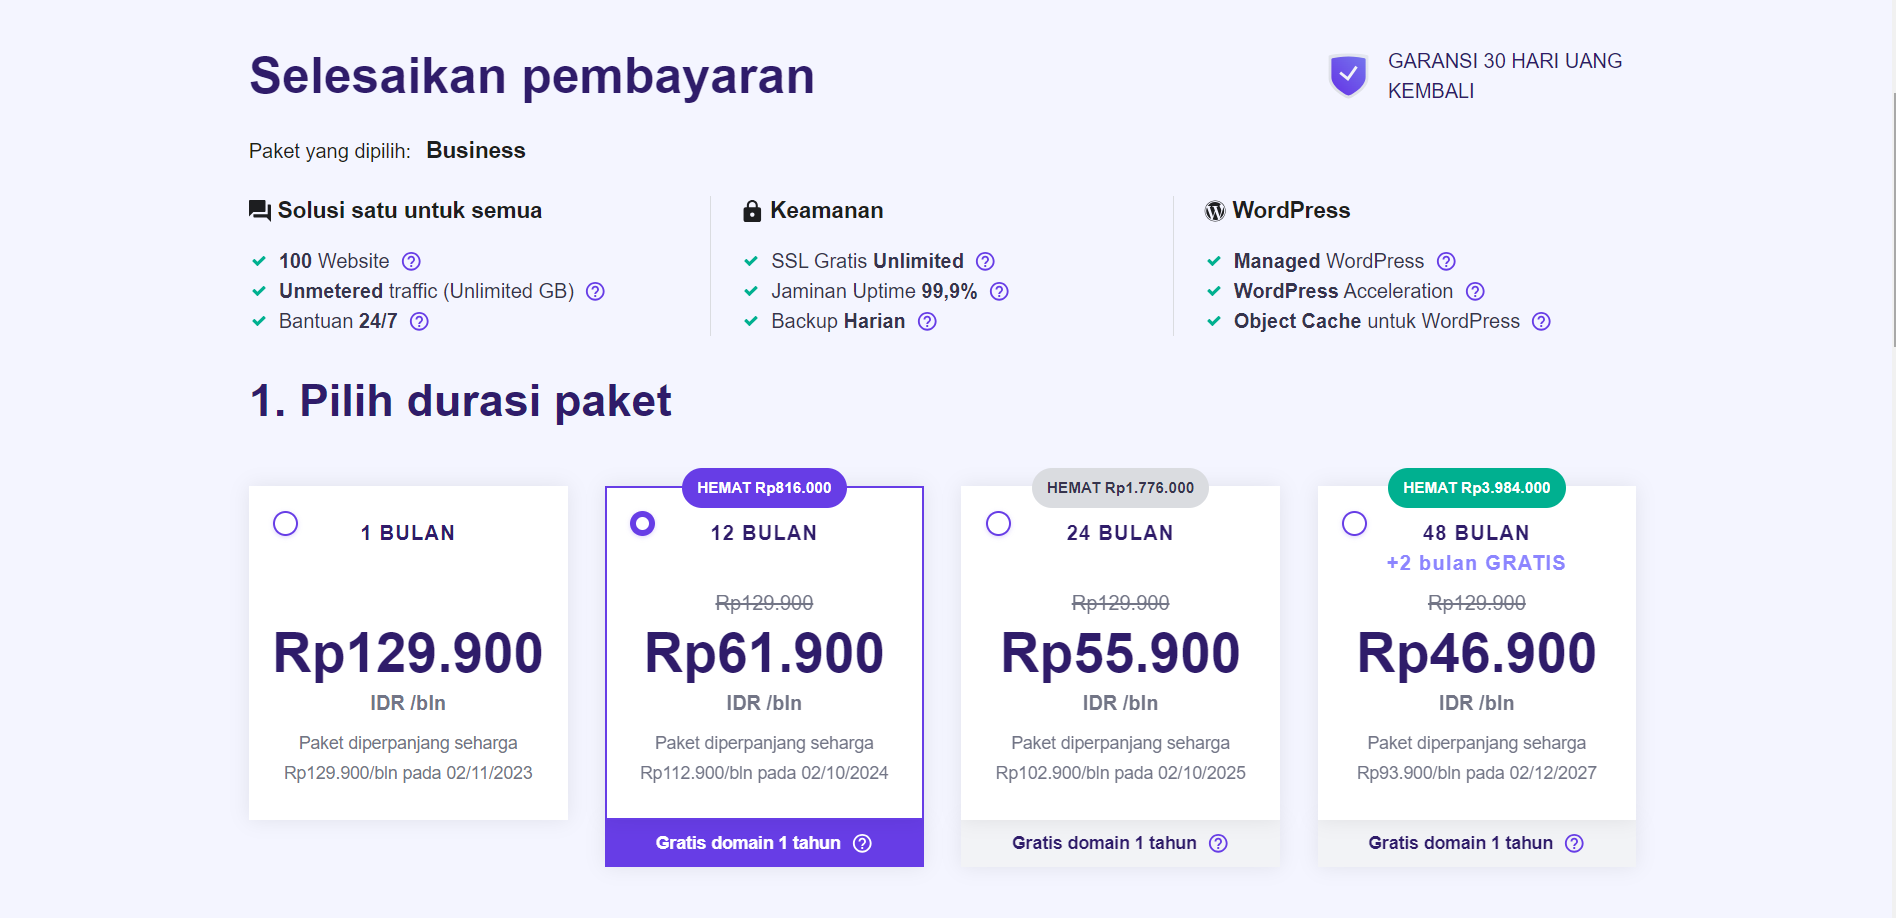 Selesaikan pembayaran
GARANSI 30 HARI UANG
KEMBALI
Paket yang dipilih: Business
Solusi satu untuk semua
100 Website
Unmetered traffic (Unlimited GB)
Bantuan 24/7
Keamanan
SSL Gratis Unlimited
Jaminan Uptime 99,9%
Backup Harian
WordPress
Managed WordPress
WordPress Acceleration
Object Cache untuk WordPress
1. Pilih durasi paket
1 BULAN
Rp129.900
IDR /bln
Paket diperpanjang seharga
Rp129.900/bln pada 02/11/2023
HEMAT Rp816.000
12 BULAN
Rp129.900
Rp61.900
IDR /bln
Paket diperpanjang seharga
Rp112.900/bln pada 02/10/2024
Gratis domain 1 tahun
HEMAT Rp1.776.000
24 BULAN
Rp129.900
Rp55.900
IDR /bln
Paket diperpanjang seharga
Rp102.900/bln pada 02/10/2025
Gratis domain 1 tahun
HEMAT Rp3.984.000
48 BULAN
+2 bulan GRATIS
Rp129.900
Rp46.900
IDR /bln
Paket diperpanjang seharga
Rp93.900/bln pada 02/12/2027
Gratis domain 1 tahun